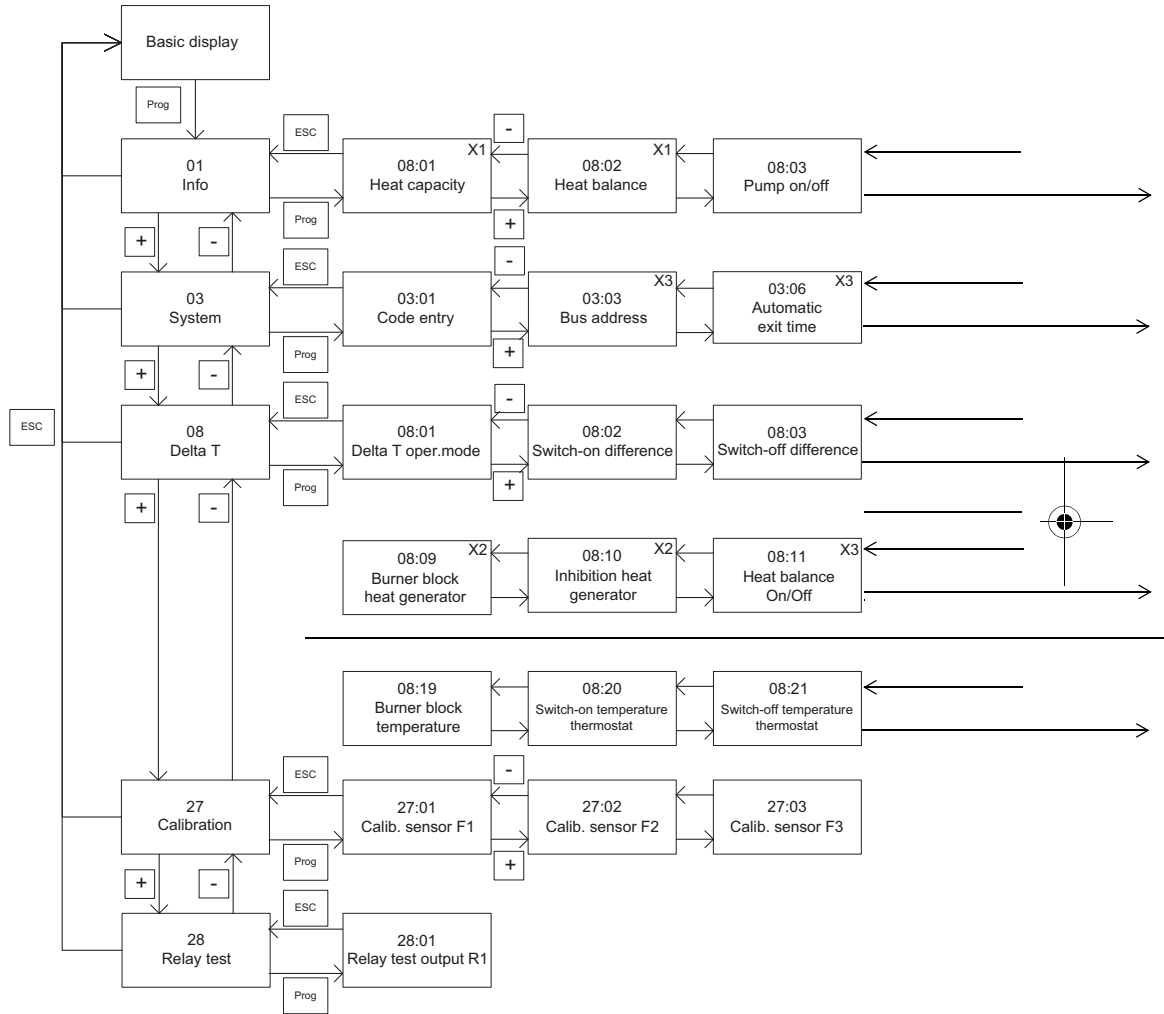 Basic display
Prog
ESC
-
01
Info
08:01
X1
Heat capacity
08:02
X1
Heat balance
08:03
Pump on/off
Prog
+
+
-
ESC
-
03
System
03:01
Code entry
03:03
X3
Bus address
03:06
X3
Automatic
exit time
Prog
+
+
-
ESC
-
ESC
08
Delta T
08:01
Delta T oper.mode
08:02
Switch-on difference
08:03
Switch-off difference
Prog
+
+
-
08:09
X2
Burner block
heat generator
08:10
X2
Inhibition heat
generator
08:11
X3
Heat balance
On/Off
08:19
Burner block
temperature
08:20
Switch-on temperature
thermostat
08:21
Switch-off temperature
thermostat
ESC
-
27
Calibration
27:01
Calib. sensor F1
27:02
Calib. sensor F2
27:03
Calib. sensor F3
Prog
+
+
-
ESC
28
Relay test
28:01
Relay test output R1
Prog